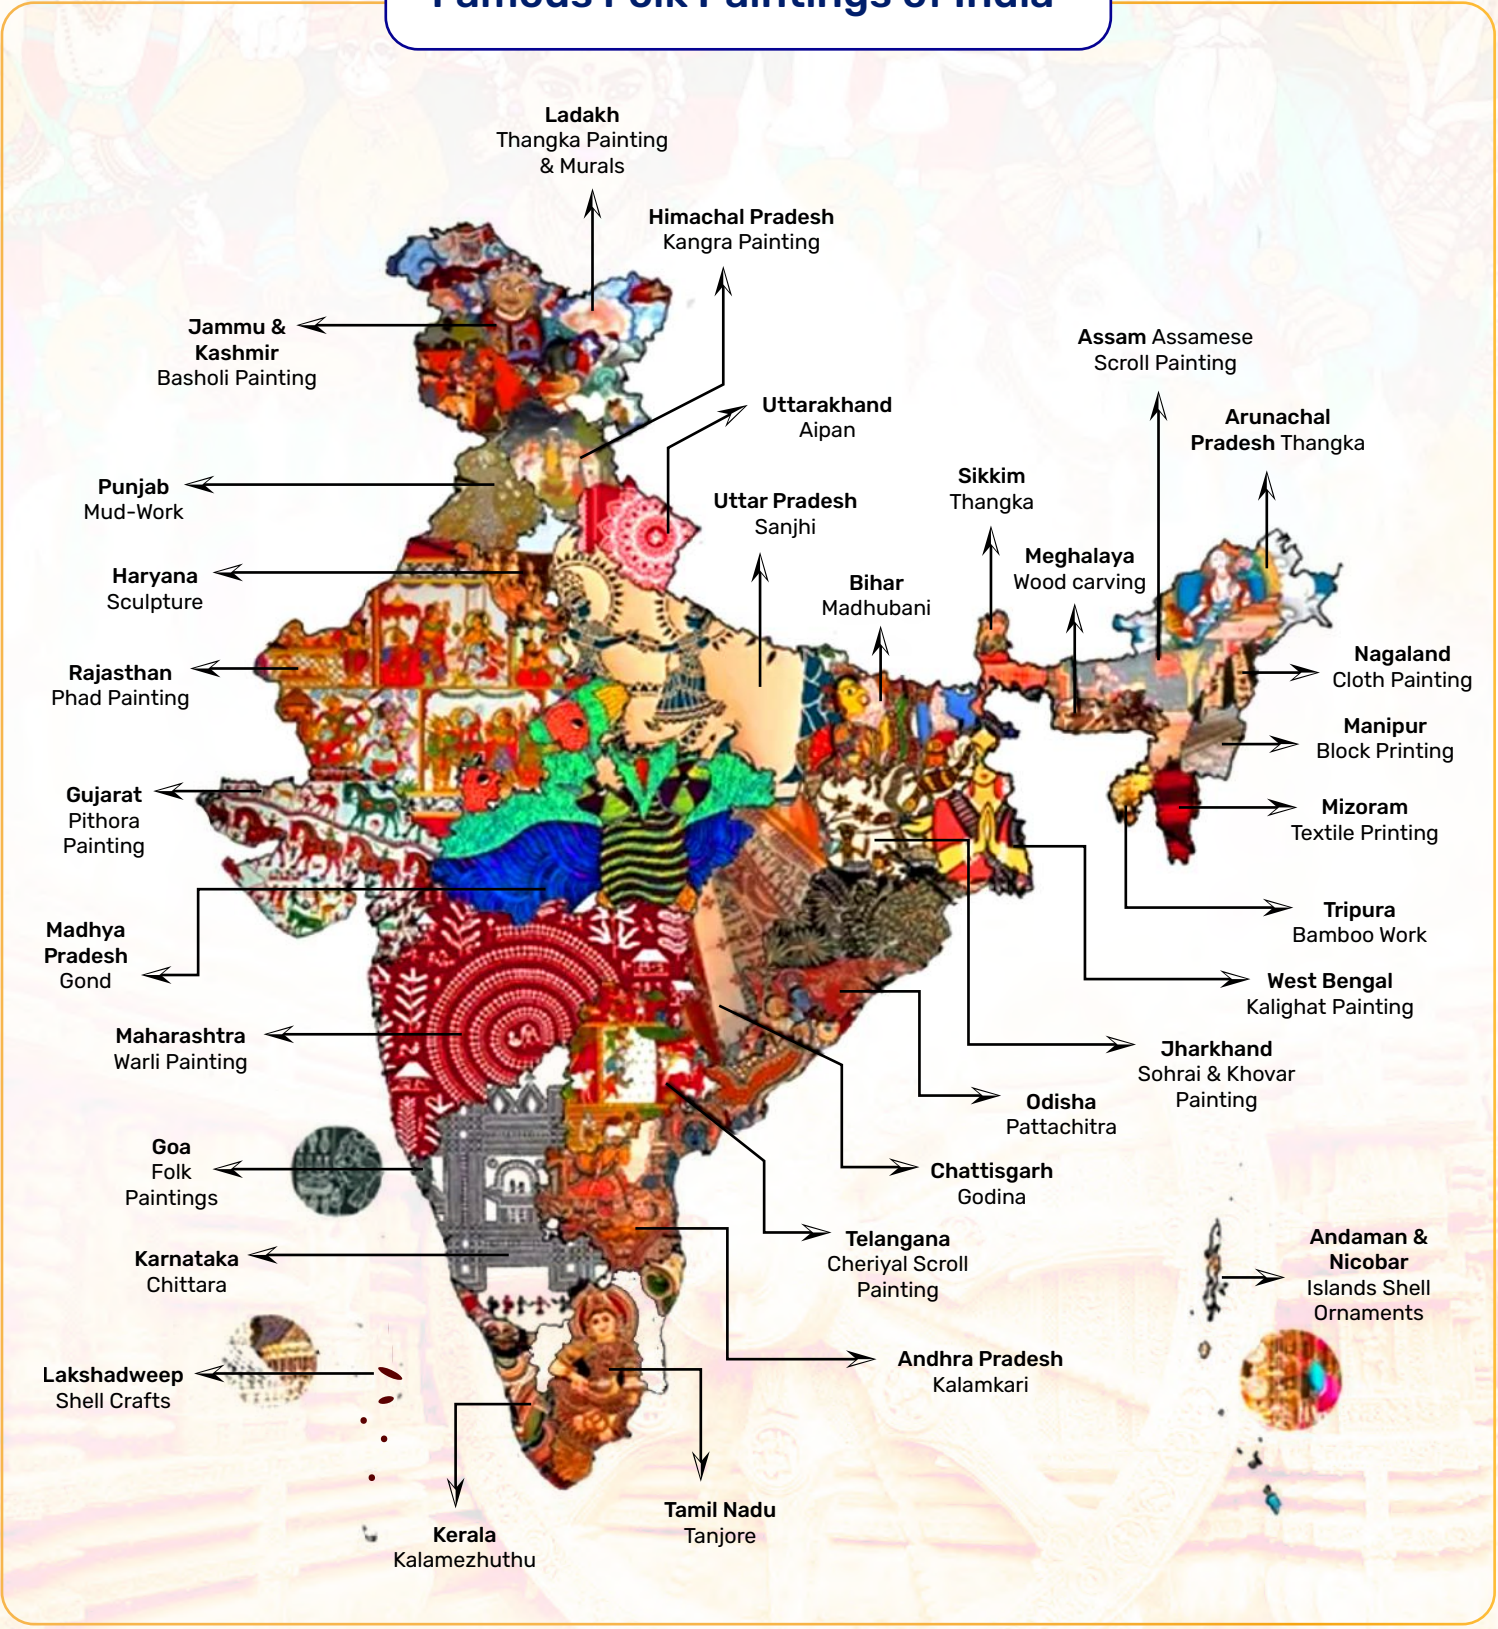 Famous Folk Paintings of India
Ladakh
Thangka Painting
& Murals
Himachal Pradesh
Kangra Painting
Jammu &
Kashmir
Basholi Painting
Assam Assamese
Scroll Painting
Uttarakhand
Aipan
Arunachal
Pradesh Thangka
Punjab
Mud-Work
Sikkim
Thangka
Uttar Pradesh
Sanjhi
Meghalaya
Wood carving
Haryana
Sculpture
Bihar
Madhubani
Rajasthan
Phad Painting
Nagaland
Cloth Painting
Manipur
Block Printing
Gujarat
Pithora
Painting
Mizoram
Textile Printing
Madhya
Pradesh
Gond
Tripura
Bamboo Work
West Bengal
Kalighat Painting
Maharashtra
Warli Painting
Jharkhand
Sohrai & Khovar
Painting
Odisha
Pattachitra
Goa
Folk
Paintings
Chattisgarh
Godina
Karnataka
Chittara
Telangana
Cheriyal Scroll
Painting
Andaman &
Nicobar
Islands Shell
Ornaments
Lakshadweep
Shell Crafts
Andhra Pradesh
Kalamkari
Tamil Nadu
Tanjore
Kerala
Kalamezhuthu